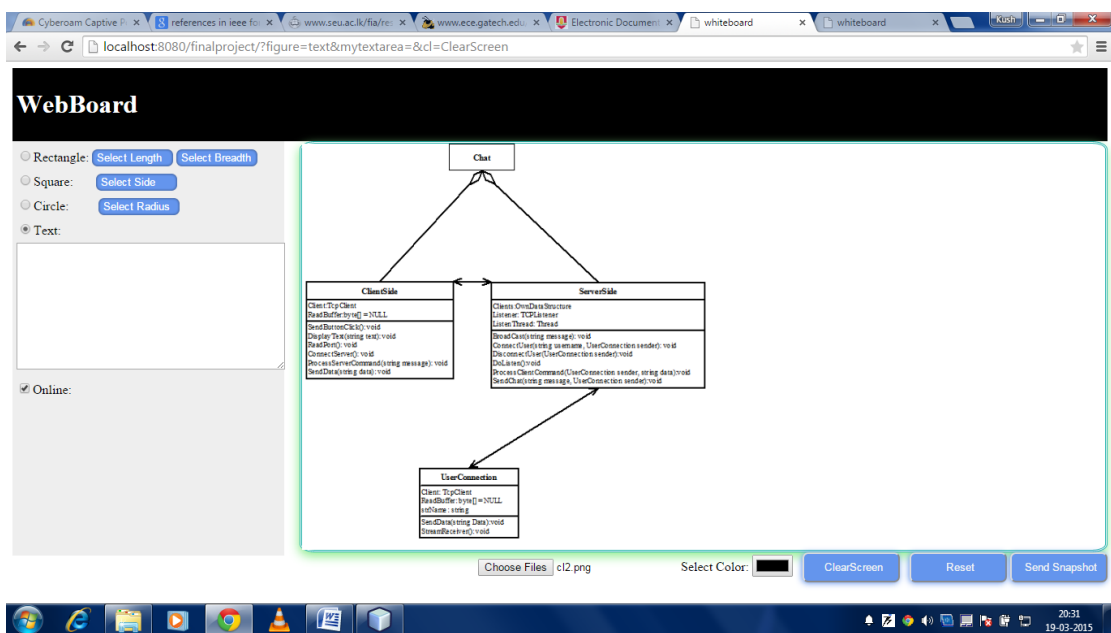 Cyberoam Captive P
references in ieee fo
www.seu.ac.lk/fia/re
www.ece.gatech.edu
Electronic Document
whiteboard
whiteboard
Kush
localhost:8080/finalproject/?figure=text&mytextarea=&cl=ClearScreen
WebBoard
Rectangle: Select Length Select Breadth
Square: Select Side
Circle: Select Radius
Text:
Online:
Chat
ClientSide
Client:TcpClient
ReadBuffer:byte[] = NULL
SendButtonClick(): void
DisplayText(string text): void
ReadPort(): void
ConnectServer(): void
ProcessServerCommand(string message): void
SendData(string data): void
ServerSide
Clients:OwnDataStructure
Listener: TCPListener
ListenThread: Thread
BroadCast(string message): void
ConnectUser(string username, UserConnection sender): void
DisconnectUser(UserConnection sender):void
DoListen():void
ProcessClientCommand(UserConnection sender, string data):void
SendChat(string message, UserConnection sender):void
UserConnection
Client: TcpClient
ReadBuffer: byte[] = NULL
strName: string
SendData(string Data):void
StreamReceiver(): void
Choose Files cl2.png
Select Color:
ClearScreen
Reset
Send Snapshot
20:31
19-03-2015